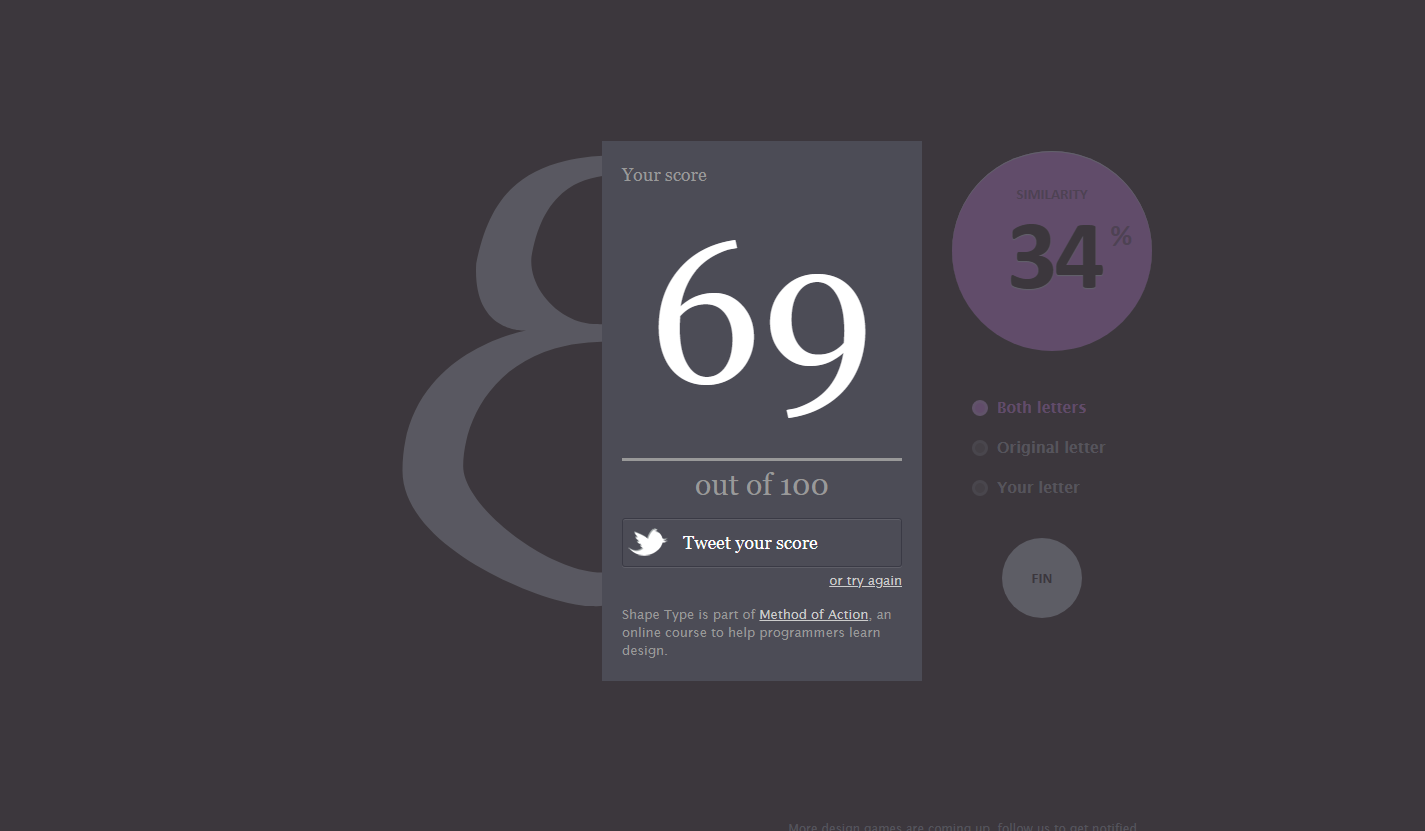 Your score
69
out of 100
Tweet your score
or try again
Shape Type is part of Method of Action, an
online course to help programmers learn
design.
SIMILARITY
34%
Both letters
Original letter
Your letter
FIN
More design games are coming up, follow us to get notified